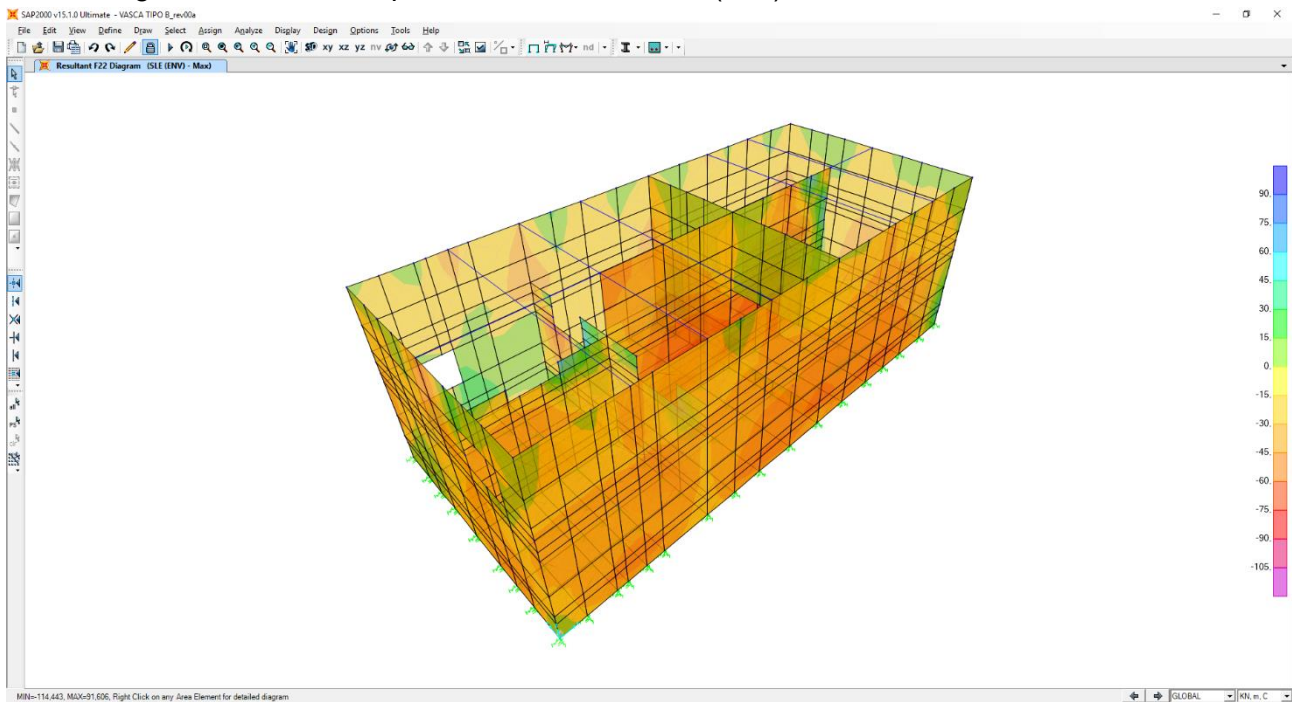 SAP2000 v15.1.0 Ultimate - VASCA TIPO B_rev00a
File Edit View Define Draw Select Assign Analyze Display Design Options Tools Help
xy xz yz nv nd
Resultant F22 Diagram (SLE (ENV) - Max)
90.
75.
60.
45.
30.
15.
0.
-15.
-30.
-45.
-60.
-75.
-90.
-105.
MIN=-114,443, MAX=91,606, Right Click on any Area Element for detailed diagram
GLOBAL
KN, m, C